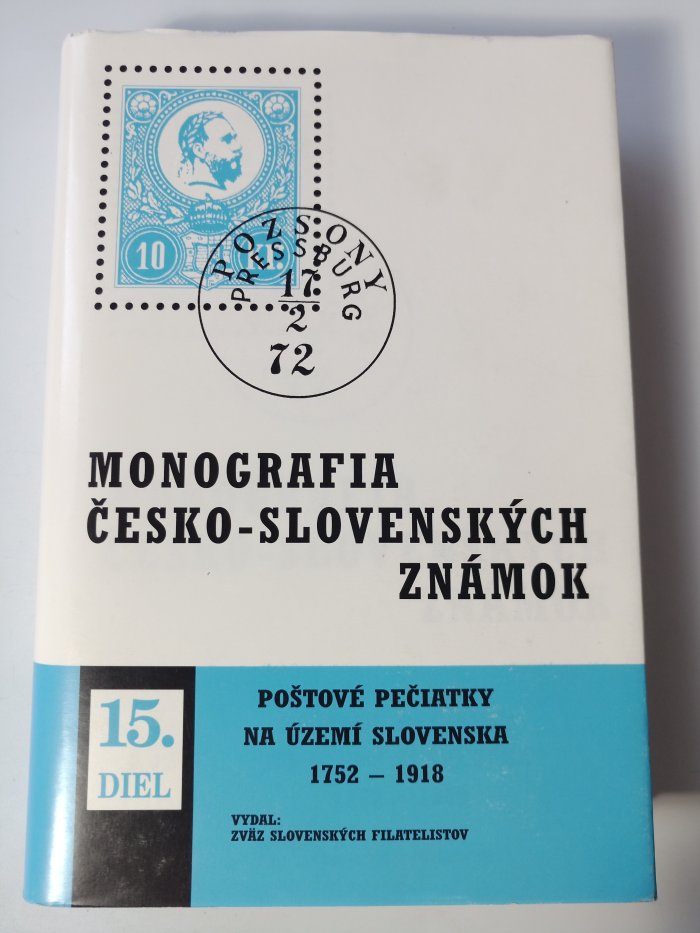 10 KR.
POZSONY
PRESSBURG
17
2
72
MONOGRAFIA
ČESKO-SLOVENSKÝCH
ZNÁMOK
15.
DIEL
POŠTOVÉ PEČIATKY
NA ÚZEMÍ SLOVENSKA
1752 – 1918
VYDAL:
ZVÄZ SLOVENSKÝCH FILATELISTOV